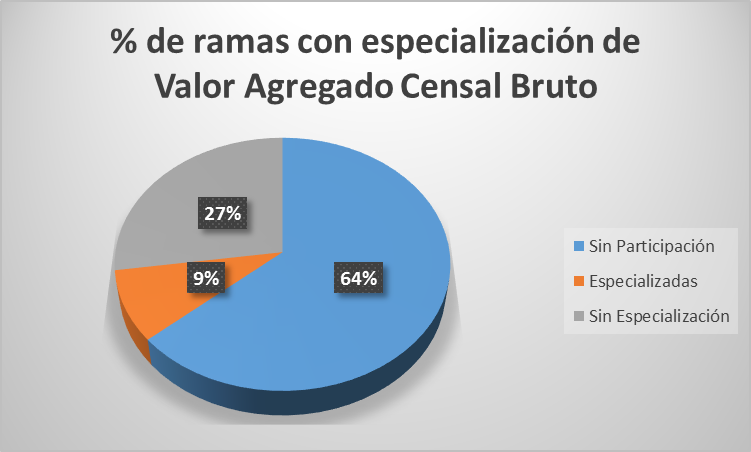 % de ramas con especialización de
Valor Agregado Censal Bruto
27%
9%
64%
Sin Participación
Especializadas
Sin Especialización